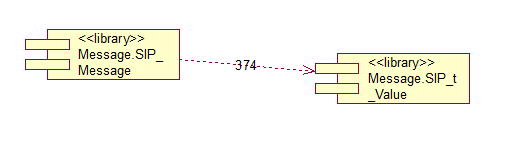 <<library>>
Message.SIP_
Message
374
<<library>>
Message.SIP_t
_Value